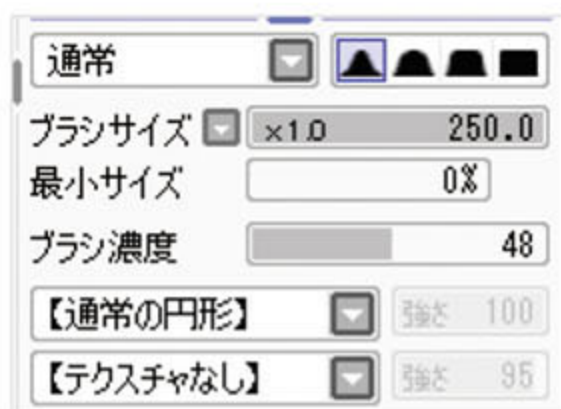 通常
ブラシサイズ ×1.0 250.0
最小サイズ 0%
ブラシ濃度 48
【通常の円形】 強さ 100
【テクスチャなし】 強さ 95